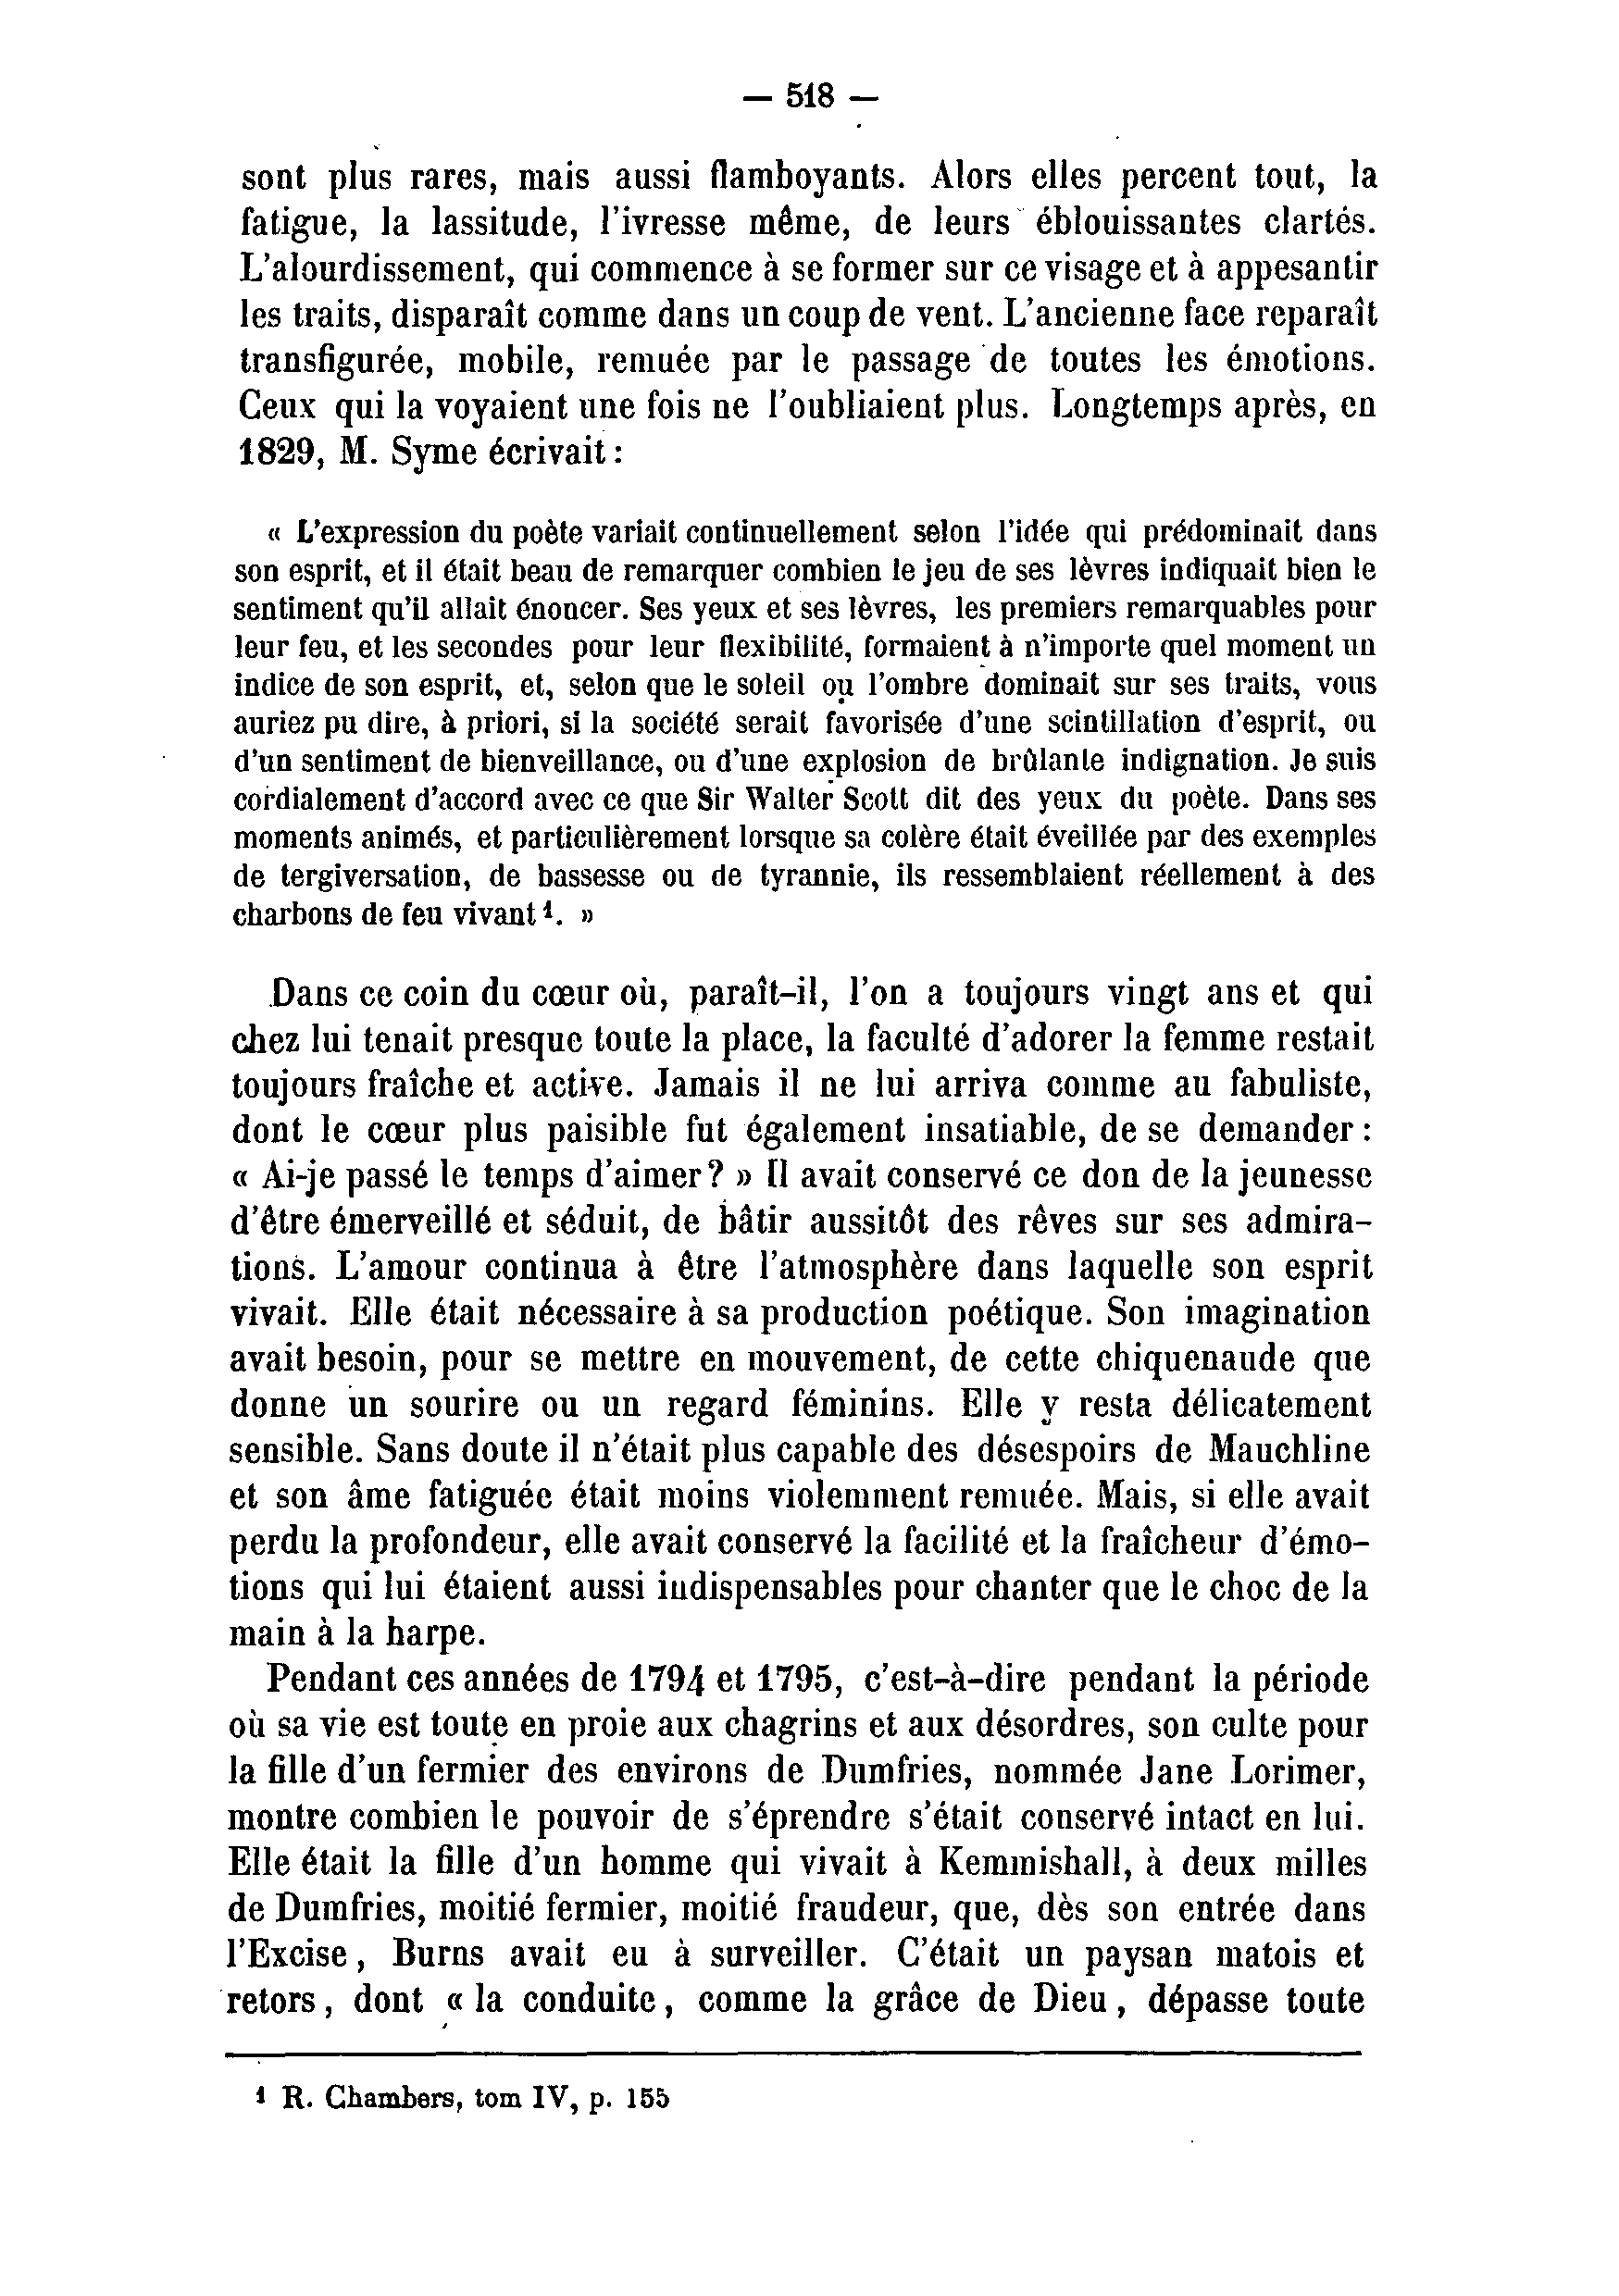 — 518 —
sont plus rares, mais aussi flamboyants. Alors elles percent tout, la
fatigue, la lassitude, l'ivresse même, de leurs éblouissantes clartés.
L'alourdissement, qui commence à se former sur ce visage et à appesantir
les traits, disparaît comme dans un coup de vent. L'ancienne face reparaît
transfigurée, mobile, remuée par le passage de toutes les émotions.
Ceux qui la voyaient une fois ne l'oubliaient plus. Longtemps après, en
1829, M. Syme écrivait :
« L'expression du poète variait continuellement selon l'idée qui prédominait dans
son esprit, et il était beau de remarquer combien le jeu de ses lèvres indiquait bien le
sentiment qu'il allait énoncer. Ses yeux et ses lèvres, les premiers remarquables pour
leur feu, et les secondes pour leur flexibilité, formaient à n'importe quel moment un
indice de son esprit, et, selon que le soleil ou l'ombre dominait sur ses traits, vous
auriez pu dire, à priori, si la société serait favorisée d'une scintillation d'esprit, ou
d'un sentiment de bienveillance, ou d'une explosion de brûlante indignation. Je suis
cordialement d'accord avec ce que Sir Walter Scott dit des yeux du poète. Dans ses
moments animés, et particulièrement lorsque sa colère était éveillée par des exemples
de tergiversation, de bassesse ou de tyrannie, ils ressemblaient réellement à des
charbons de feu vivant ¹. »
Dans ce coin du cœur où, paraît-il, l'on a toujours vingt ans et qui
chez lui tenait presque toute la place, la faculté d'adorer la femme restait
toujours fraîche et active. Jamais il ne lui arriva comme au fabuliste,
dont le cœur plus paisible fut également insatiable, de se demander :
« Ai-je passé le temps d'aimer ? » Il avait conservé ce don de la jeunesse
d'être émerveillé et séduit, de bâtir aussitôt des rêves sur ses admira-
tions. L'amour continua à être l'atmosphère dans laquelle son esprit
vivait. Elle était nécessaire à sa production poétique. Son imagination
avait besoin, pour se mettre en mouvement, de cette chiquenaude que
donne un sourire ou un regard féminins. Elle y resta délicatement
sensible. Sans doute il n'était plus capable des désespoirs de Mauchline
et son âme fatiguée était moins violemment remuée. Mais, si elle avait
perdu la profondeur, elle avait conservé la facilité et la fraîcheur d'émo-
tions qui lui étaient aussi indispensables pour chanter que le choc de la
main à la harpe.
Pendant ces années de 1794 et 1795, c'est-à-dire pendant la période
où sa vie est toute en proie aux chagrins et aux désordres, son culte pour
la fille d'un fermier des environs de Dumfries, nommée Jane Lorimer,
montre combien le pouvoir de s'éprendre s'était conservé intact en lui.
Elle était la fille d'un homme qui vivait à Kemmishall, à deux milles
de Dumfries, moitié fermier, moitié fraudeur, que, dès son entrée dans
l'Excise, Burns avait eu à surveiller. C'était un paysan matois et
retors, dont « la conduite, comme la grâce de Dieu, dépasse toute
¹ R. Chambers, tom IV, p. 155